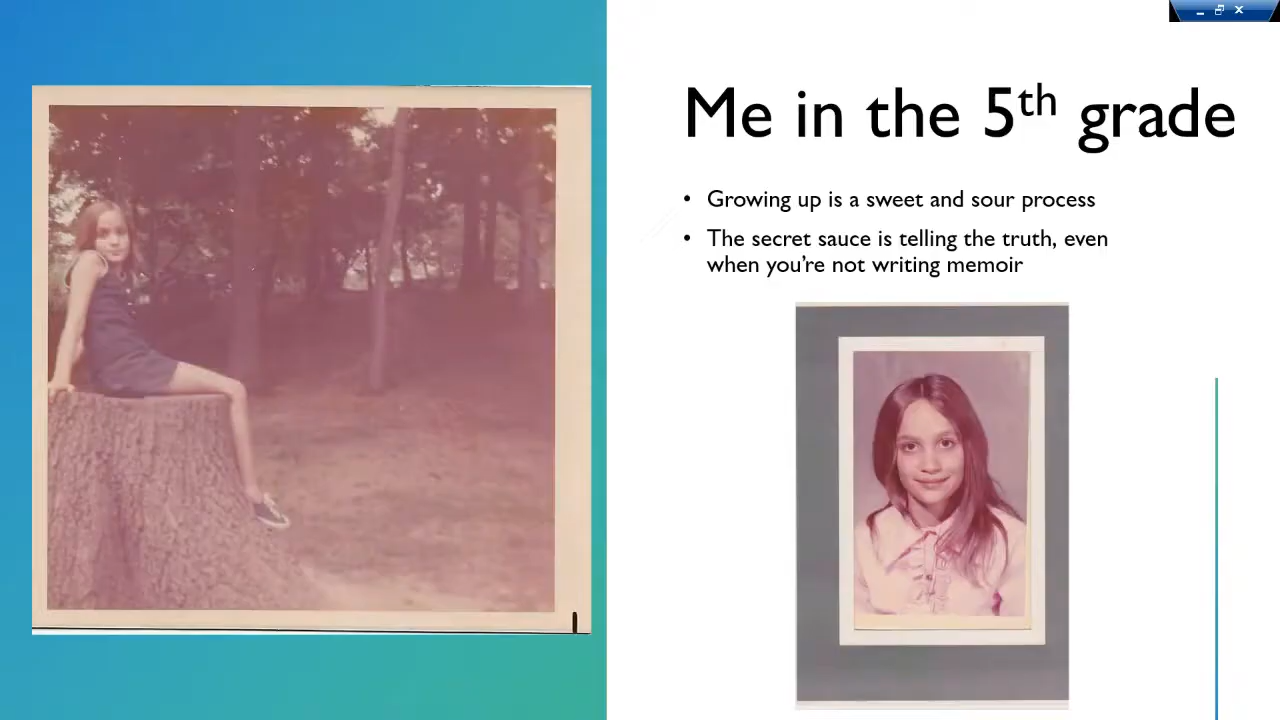 Me in the 5th grade
• Growing up is a sweet and sour process
• The secret sauce is telling the truth, even
when you’re not writing memoir